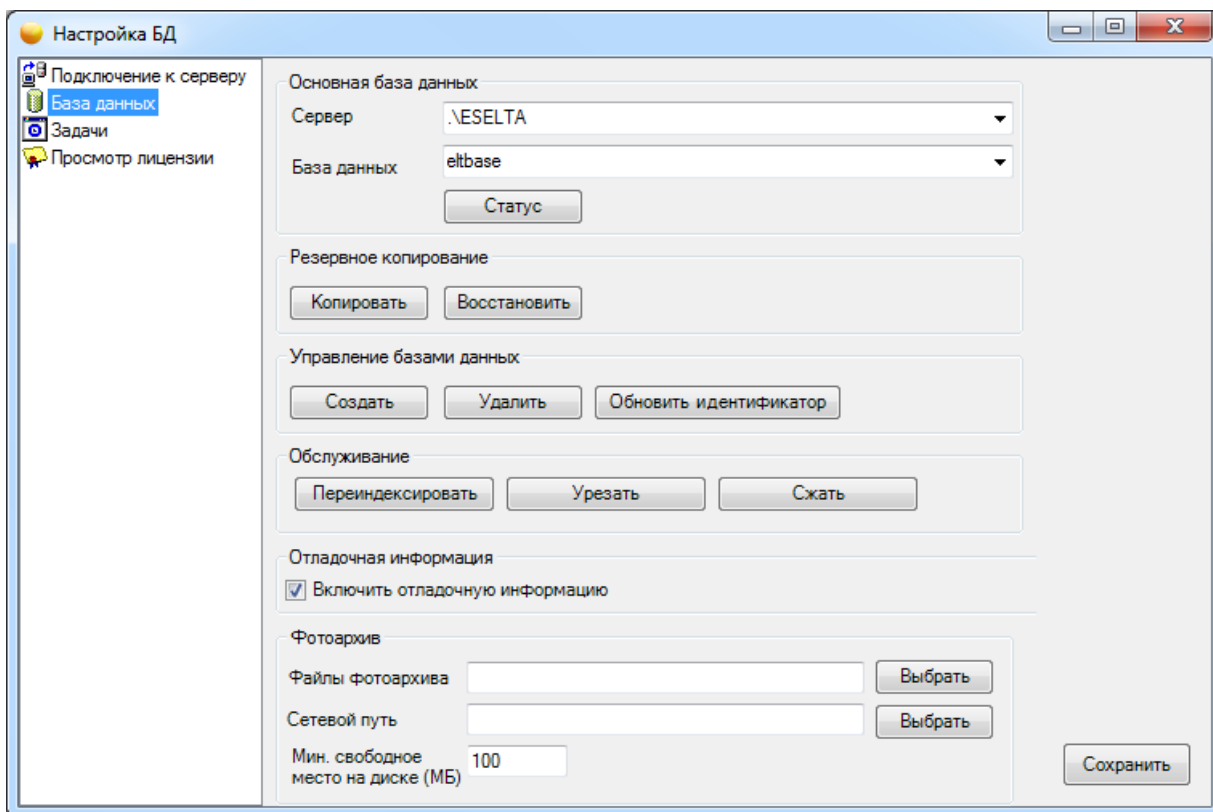 Настройка БД
Подключение к серверу
База данных
Задачи
Просмотр лицензии
Основная база данных
Сервер .\ESELTA
База данных eltbase
Статус
Резервное копирование
Копировать Восстановить
Управление базами данных
Создать Удалить Обновить идентификатор
Обслуживание
Переиндексировать Урезать Сжать
Отладочная информация
Включить отладочную информацию
Фотоархив
Файлы фотоархива Выбрать
Сетевой путь Выбрать
Мин. свободное
место на диске (МБ) 100
Сохранить